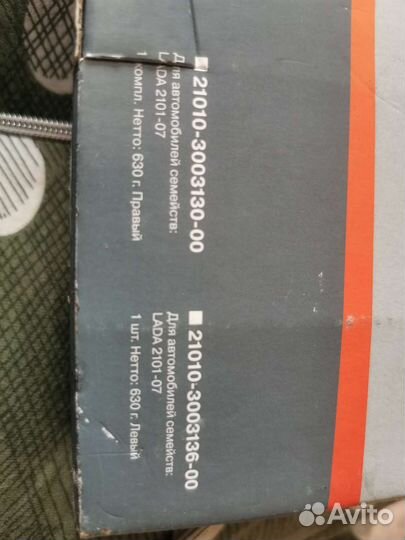 21010-3003130-00
Для автомобилей семейств:
LADA 2101-07
1 компл. Нетто: 630 г. Правый
21010-3003136-00
Для автомобилей семейств:
LADA 2101-07
1 шт. Нетто: 630 г. Левый
Avito